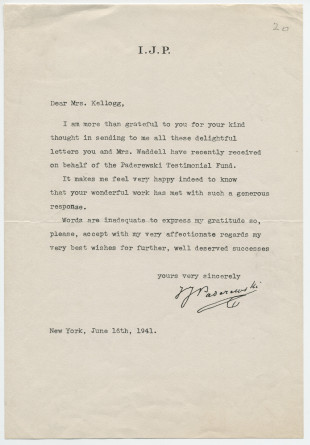 20
I.J.P.
Dear Mrs. Kellogg,
I am more than grateful to you for your kind
thought in sending to me all these delightful
letters you and Mrs. Waddell have recently received
on behalf of the Paderewski Testimonial Fund.
It makes me feel very happy indeed to know
that your wonderful work has met with such a generous
response.
Words are inadequate to express my gratitude so,
please, accept with my very affectionate regards my
very best wishes for further, well deserved successes
yours very sincerely
IJPaderewski
New York, June 16th, 1941.